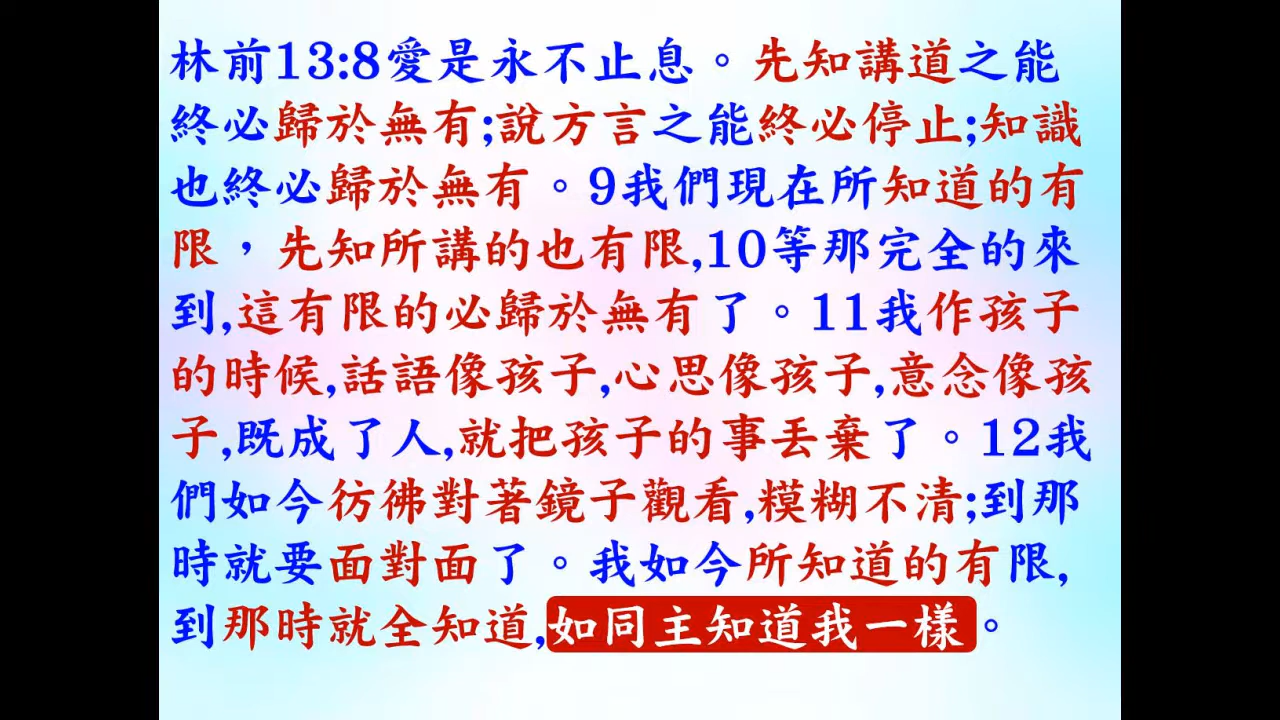 林前13:8愛是永不止息。先知講道之能
終必歸於無有;說方言之能終必停止;知識
也終必歸於無有。9我們現在所知道的有
限，先知所講的也有限,10等那完全的來
到,這有限的必歸於無有了。11我作孩子
的時候,話語像孩子,心思像孩子,意念像孩
子,既成了人,就把孩子的事丟棄了。12我
們如今彷彿對著鏡子觀看,糢糊不清;到那
時就要面對面了。我如今所知道的有限,
到那時就全知道,如同主知道我一樣。